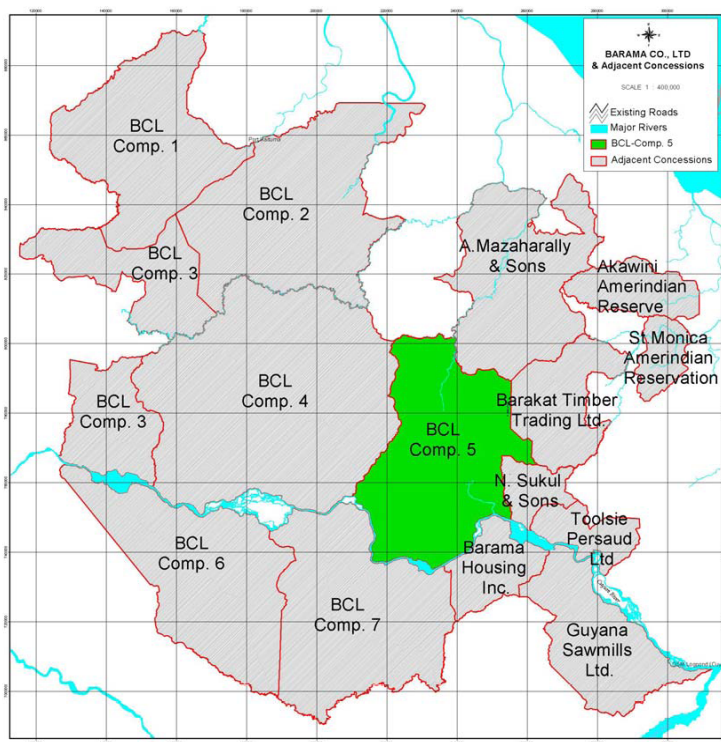 BARAMA CO., LTD
& Adjacent Concessions
SCALE 1 : 400,000
Existing Roads
Major Rivers
BCL-Comp. 5
Adjacent Concessions
BCL
Comp. 1
Port Kaituma
BCL
Comp. 2
BCL
Comp. 3
A.Mazaharally
& Sons
Akawini
Amerindian
Reserve
St.Monica
Amerindian
Reservation
BCL
Comp. 3
BCL
Comp. 4
BCL
Comp. 5
Barakat Timber
Trading Ltd.
N. Sukul
& Sons
Toolsie
Persaud
Ltd
BCL
Comp. 6
BCL
Comp. 7
Barama
Housing
Inc.
Guyana
Sawmills
Ltd.